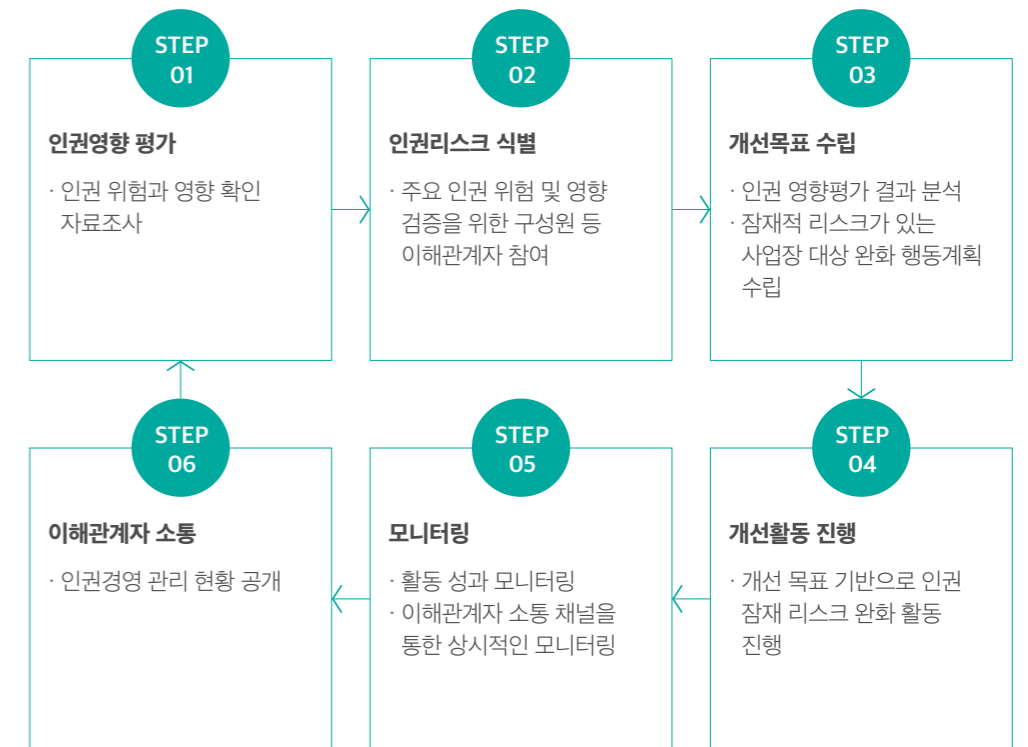 STEP
01
인권영향 평가
· 인권 위험과 영향 확인
자료조사
STEP
02
인권리스크 식별
· 주요 인권 위험 및 영향
검증을 위한 구성원 등
이해관계자 참여
STEP
03
개선목표 수립
· 인권 영향평가 결과 분석
· 잠재적 리스크가 있는
사업장 대상 완화 행동계획
수립
STEP
04
개선활동 진행
· 개선 목표 기반으로 인권
잠재 리스크 완화 활동
진행
STEP
05
모니터링
· 활동 성과 모니터링
· 이해관계자 소통 채널을
통한 상시적인 모니터링
STEP
06
이해관계자 소통
· 인권경영 관리 현황 공개